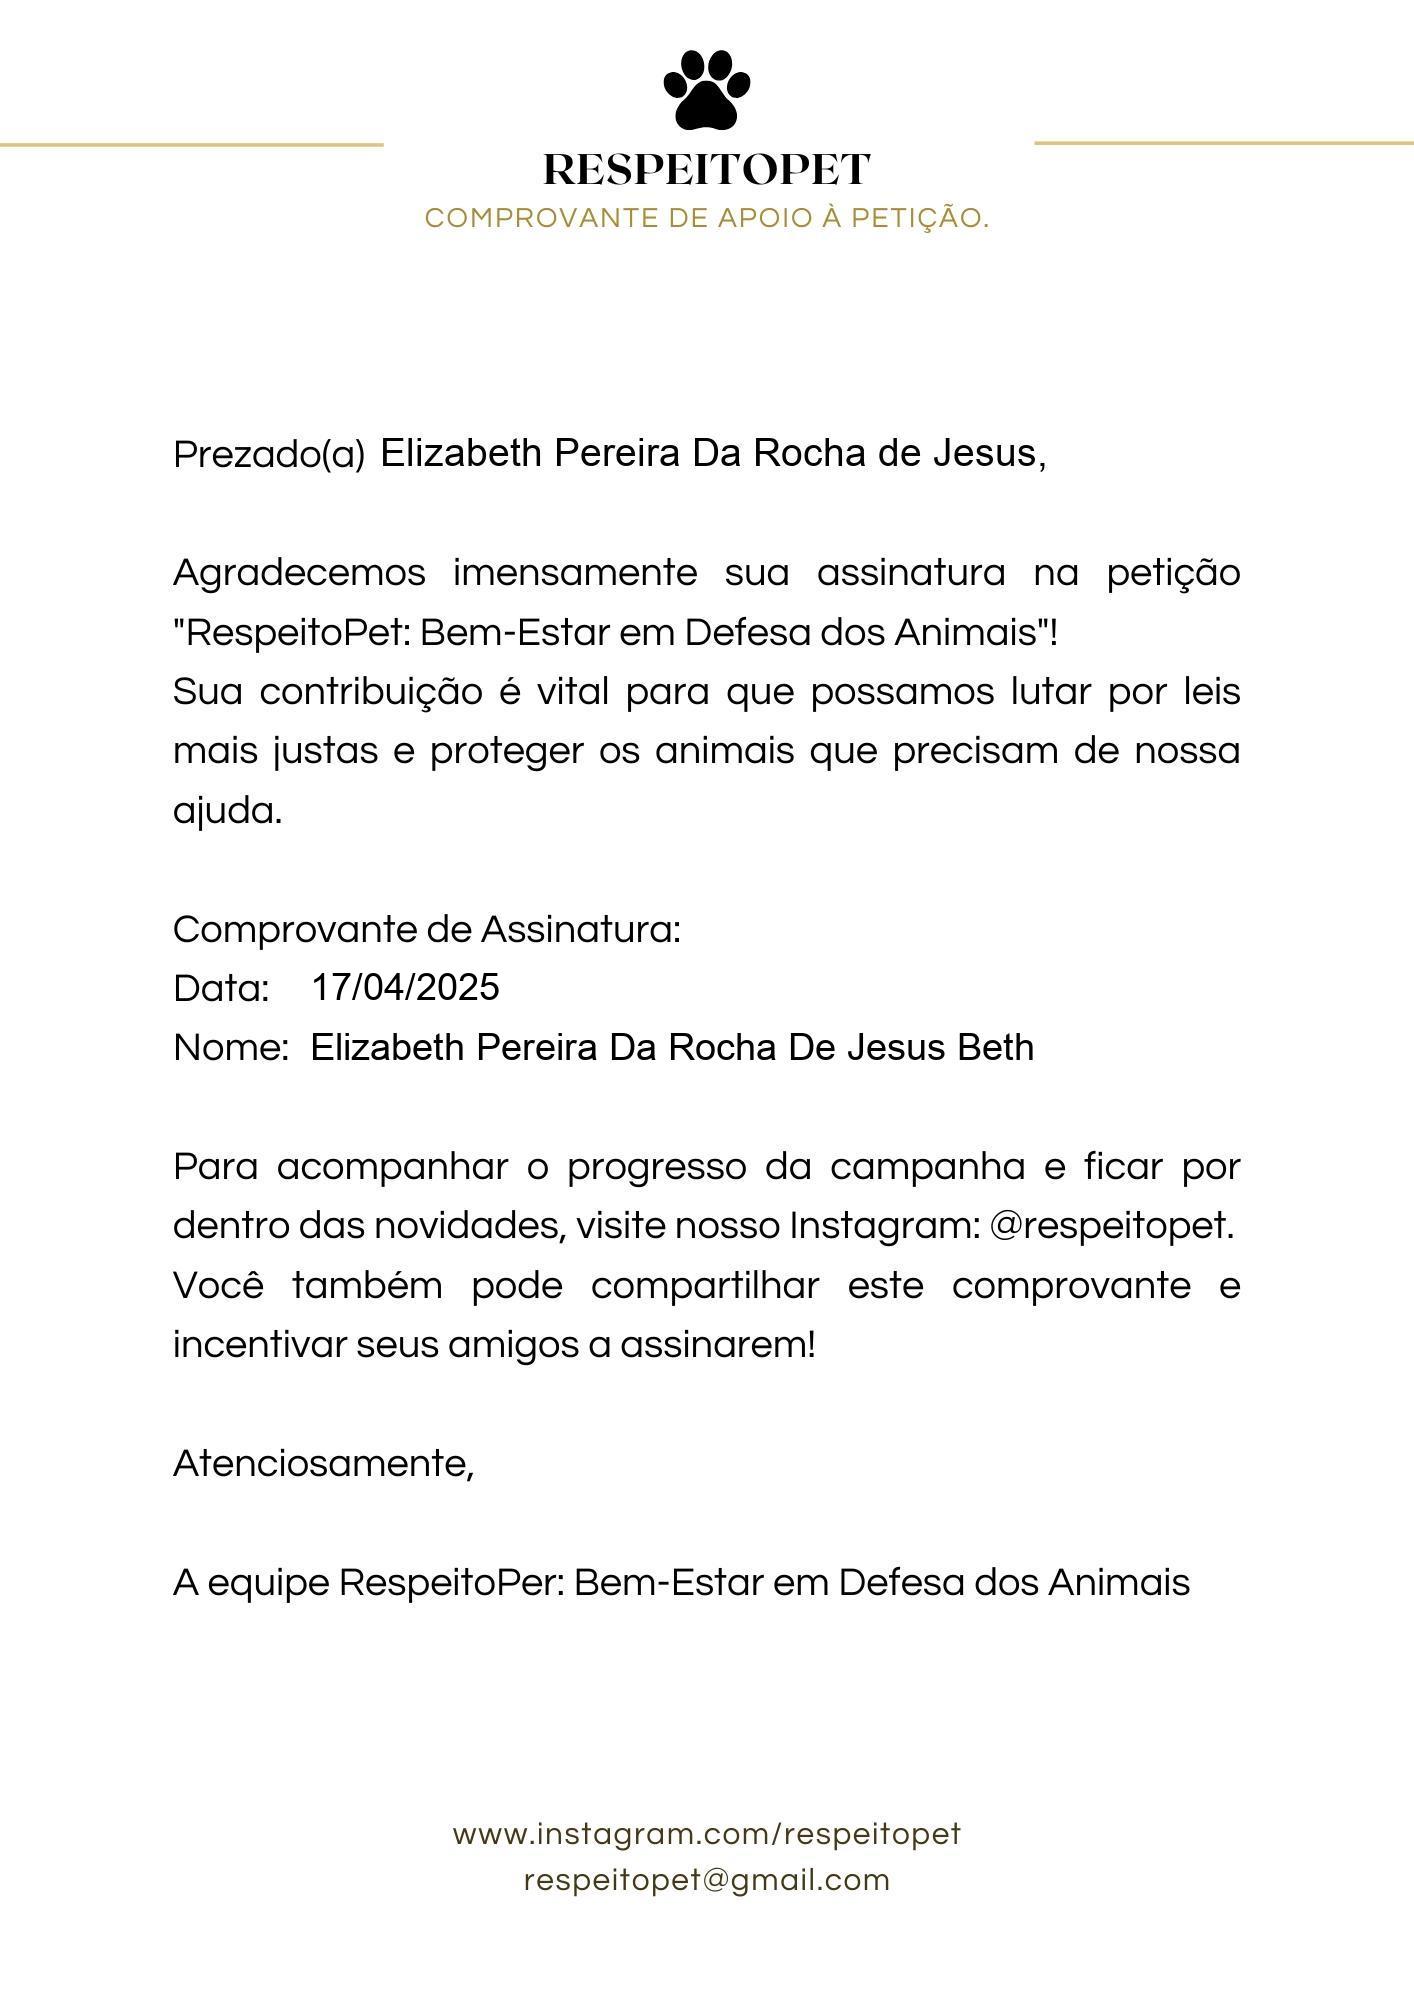 RESPEITOPET
COMPROVANTE DE APOIO À PETIÇÃO.
Prezado(a) Elizabeth Pereira Da Rocha de Jesus,
Agradecemos imensamente sua assinatura na petição
"RespeitoPet: Bem-Estar em Defesa dos Animais"!
Sua contribuição é vital para que possamos lutar por leis
mais justas e proteger os animais que precisam de nossa
ajuda.
Comprovante de Assinatura:
Data: 17/04/2025
Nome: Elizabeth Pereira Da Rocha De Jesus Beth
Para acompanhar o progresso da campanha e ficar por
dentro das novidades, visite nosso Instagram: @respeitopet.
Você também pode compartilhar este comprovante e
incentivar seus amigos a assinarem!
Atenciosamente,
A equipe RespeitoPer: Bem-Estar em Defesa dos Animais
www.instagram.com/respeitopet
respeitopet@gmail.com